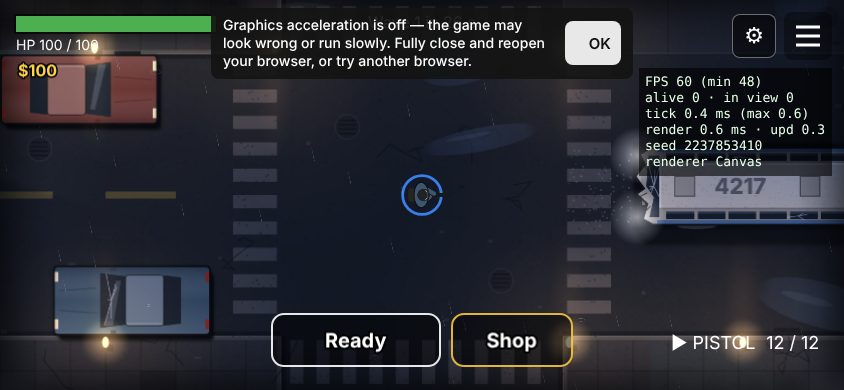 HP 100 / 100
$100
Graphics acceleration is off — the game may
look wrong or run slowly. Fully close and reopen
your browser, or try another browser.
OK
FPS 60 (min 48)
alive 0 · in view 0
tick 0.4 ms (max 0.6)
render 0.6 ms · upd 0.3
seed 2237853410
renderer Canvas
4217
Ready
Shop
▶ PISTOL 12 / 12